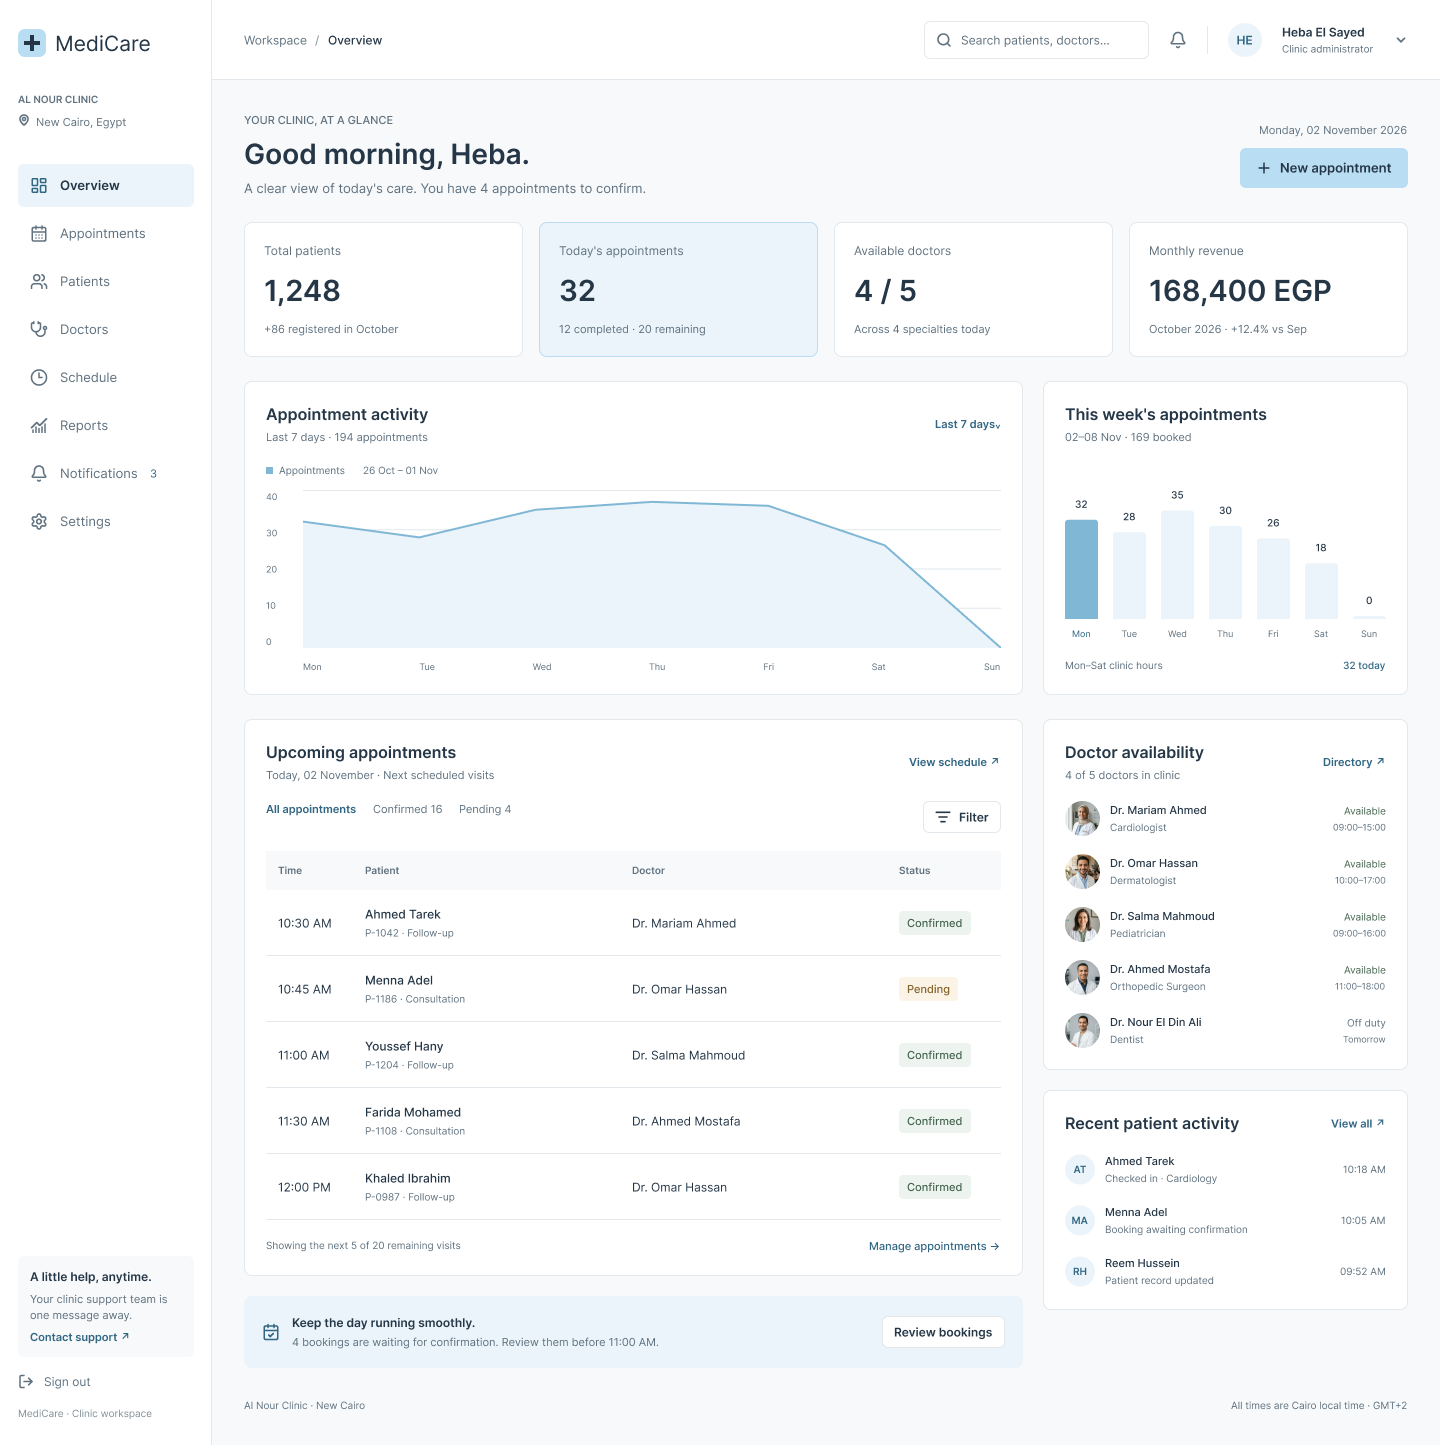 MediCare
AL NOUR CLINIC
New Cairo, Egypt
Overview
Appointments
Patients
Doctors
Schedule
Reports
Notifications 3
Settings
A little help, anytime.
Your clinic support team is
one message away.
Contact support ↗
Sign out
MediCare · Clinic workspace
Workspace / Overview
Search patients, doctors...
HE
Heba El Sayed
Clinic administrator
YOUR CLINIC, AT A GLANCE
Good morning, Heba.
A clear view of today's care. You have 4 appointments to confirm.
Monday, 02 November 2026
+ New appointment
Total patients
1,248
+86 registered in October
Today's appointments
32
12 completed · 20 remaining
Available doctors
4 / 5
Across 4 specialties today
Monthly revenue
168,400 EGP
October 2026 · +12.4% vs Sep
Appointment activity
Last 7 days · 194 appointments
Last 7 days
Appointments 26 Oct – 01 Nov
40
30
20
10
0
Mon Tue Wed Thu Fri Sat Sun
This week's appointments
02–08 Nov · 169 booked
32 28 35 30 26 18 0
Mon Tue Wed Thu Fri Sat Sun
Mon–Sat clinic hours 32 today
Upcoming appointments
Today, 02 November · Next scheduled visits
View schedule ↗
All appointments Confirmed 16 Pending 4
Filter
Time Patient Doctor Status
10:30 AM Ahmed Tarek Dr. Mariam Ahmed Confirmed
P-1042 · Follow-up
10:45 AM Menna Adel Dr. Omar Hassan Pending
P-1186 · Consultation
11:00 AM Youssef Hany Dr. Salma Mahmoud Confirmed
P-1204 · Follow-up
11:30 AM Farida Mohamed Dr. Ahmed Mostafa Confirmed
P-1108 · Consultation
12:00 PM Khaled Ibrahim Dr. Omar Hassan Confirmed
P-0987 · Follow-up
Showing the next 5 of 20 remaining visits
Manage appointments →
Keep the day running smoothly.
4 bookings are waiting for confirmation. Review them before 11:00 AM.
Review bookings
Doctor availability
4 of 5 doctors in clinic
Directory ↗
Dr. Mariam Ahmed Available
Cardiologist 09:00–15:00
Dr. Omar Hassan Available
Dermatologist 10:00–17:00
Dr. Salma Mahmoud Available
Pediatrician 09:00–16:00
Dr. Ahmed Mostafa Available
Orthopedic Surgeon 11:00–18:00
Dr. Nour El Din Ali Off duty
Dentist Tomorrow
Recent patient activity
View all ↗
AT Ahmed Tarek 10:18 AM
Checked in · Cardiology
MA Menna Adel 10:05 AM
Booking awaiting confirmation
RH Reem Hussein 09:52 AM
Patient record updated
Al Nour Clinic · New Cairo
All times are Cairo local time · GMT+2